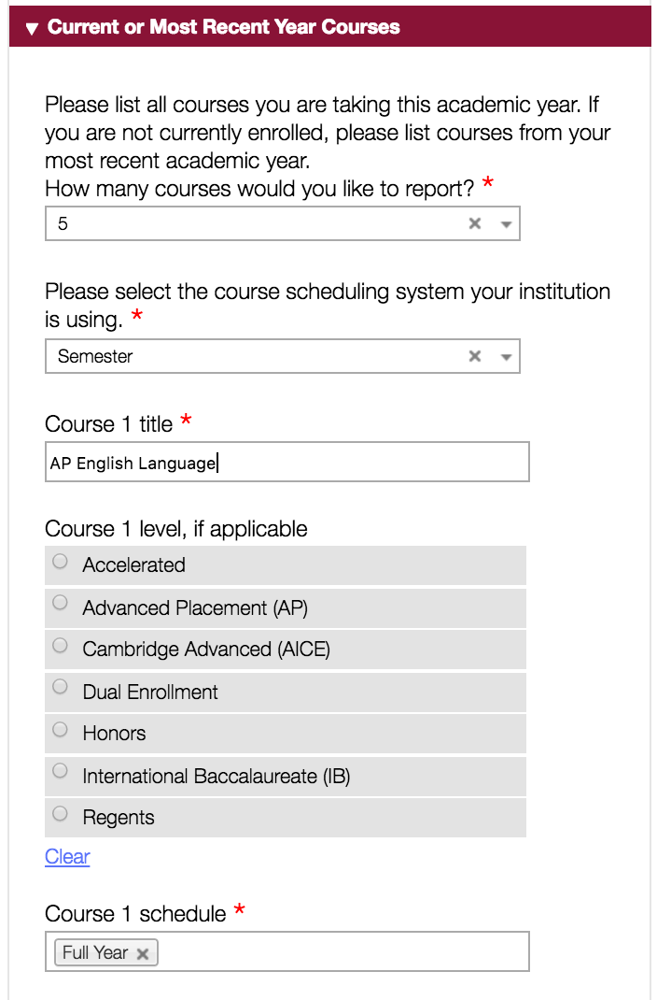 Current or Most Recent Year Courses
Please list all courses you are taking this academic year. If
you are not currently enrolled, please list courses from your
most recent academic year.
How many courses would you like to report? *
5
Please select the course scheduling system your institution
is using. *
Semester
Course 1 title *
AP English Language
Course 1 level, if applicable
Accelerated
Advanced Placement (AP)
Cambridge Advanced (AICE)
Dual Enrollment
Honors
International Baccalaureate (IB)
Regents
Clear
Course 1 schedule *
Full Year